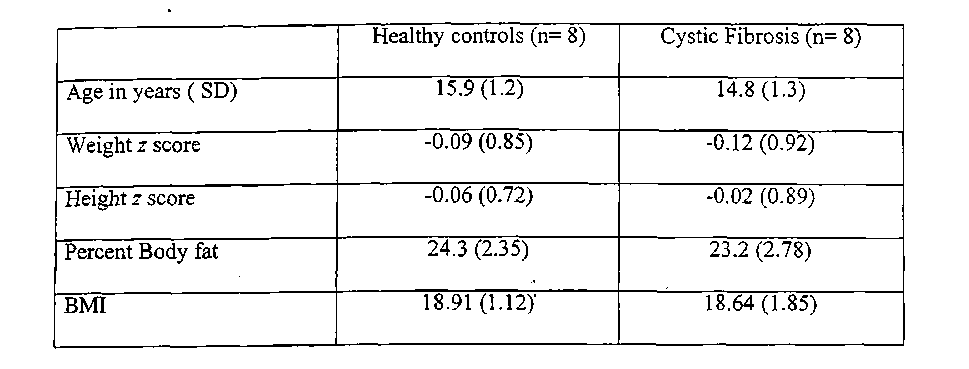 Healthy controls (n= 8) Cystic Fibrosis (n= 8)
Age in years ( SD) 15.9 (1.2) 14.8 (1.3)
Weight z score -0.09 (0.85) -0.12 (0.92)
Height z score -0.06 (0.72) -0.02 (0.89)
Percent Body fat 24.3 (2.35) 23.2 (2.78)
BMI 18.91 (1.12) 18.64 (1.85)